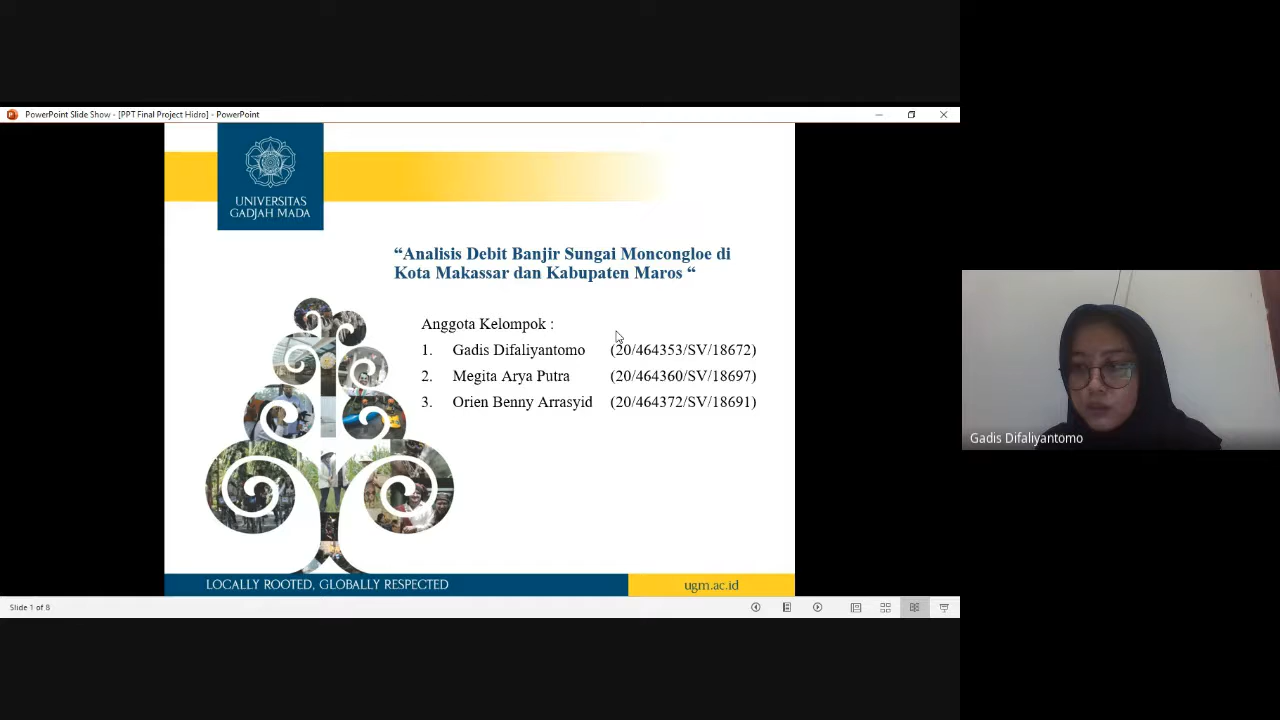 PowerPoint Slide Show - [PPT Final Project Hidro] - PowerPoint
UNIVERSITAS
GADJAH MADA
“Analisis Debit Banjir Sungai Moncongloe di
Kota Makassar dan Kabupaten Maros “
Anggota Kelompok :
1. Gadis Difaliyantomo (20/464353/SV/18672)
2. Megita Arya Putra (20/464360/SV/18697)
3. Orien Benny Arrasyid (20/464372/SV/18691)
LOCALLY ROOTED, GLOBALLY RESPECTED
ugm.ac.id
Slide 1 of 8
Gadis Difaliyantomo